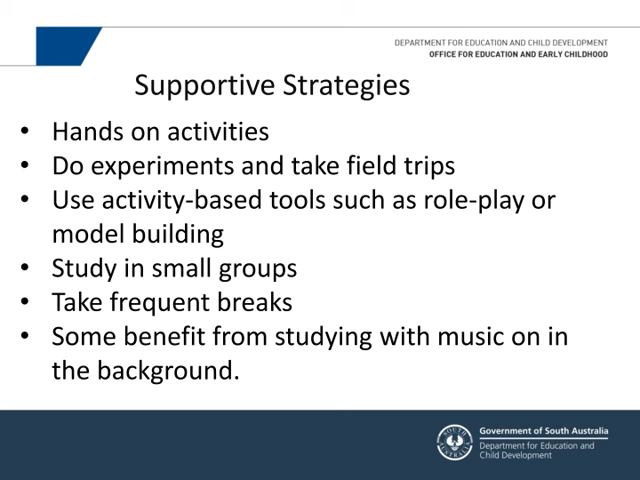 DEPARTMENT FOR EDUCATION AND CHILD DEVELOPMENT
OFFICE FOR EDUCATION AND EARLY CHILDHOOD
Supportive Strategies
• Hands on activities
• Do experiments and take field trips
• Use activity-based tools such as role-play or
model building
• Study in small groups
• Take frequent breaks
• Some benefit from studying with music on in
the background.
SOUTH AUSTRALIA
Government of South Australia
Department for Education and
Child Development